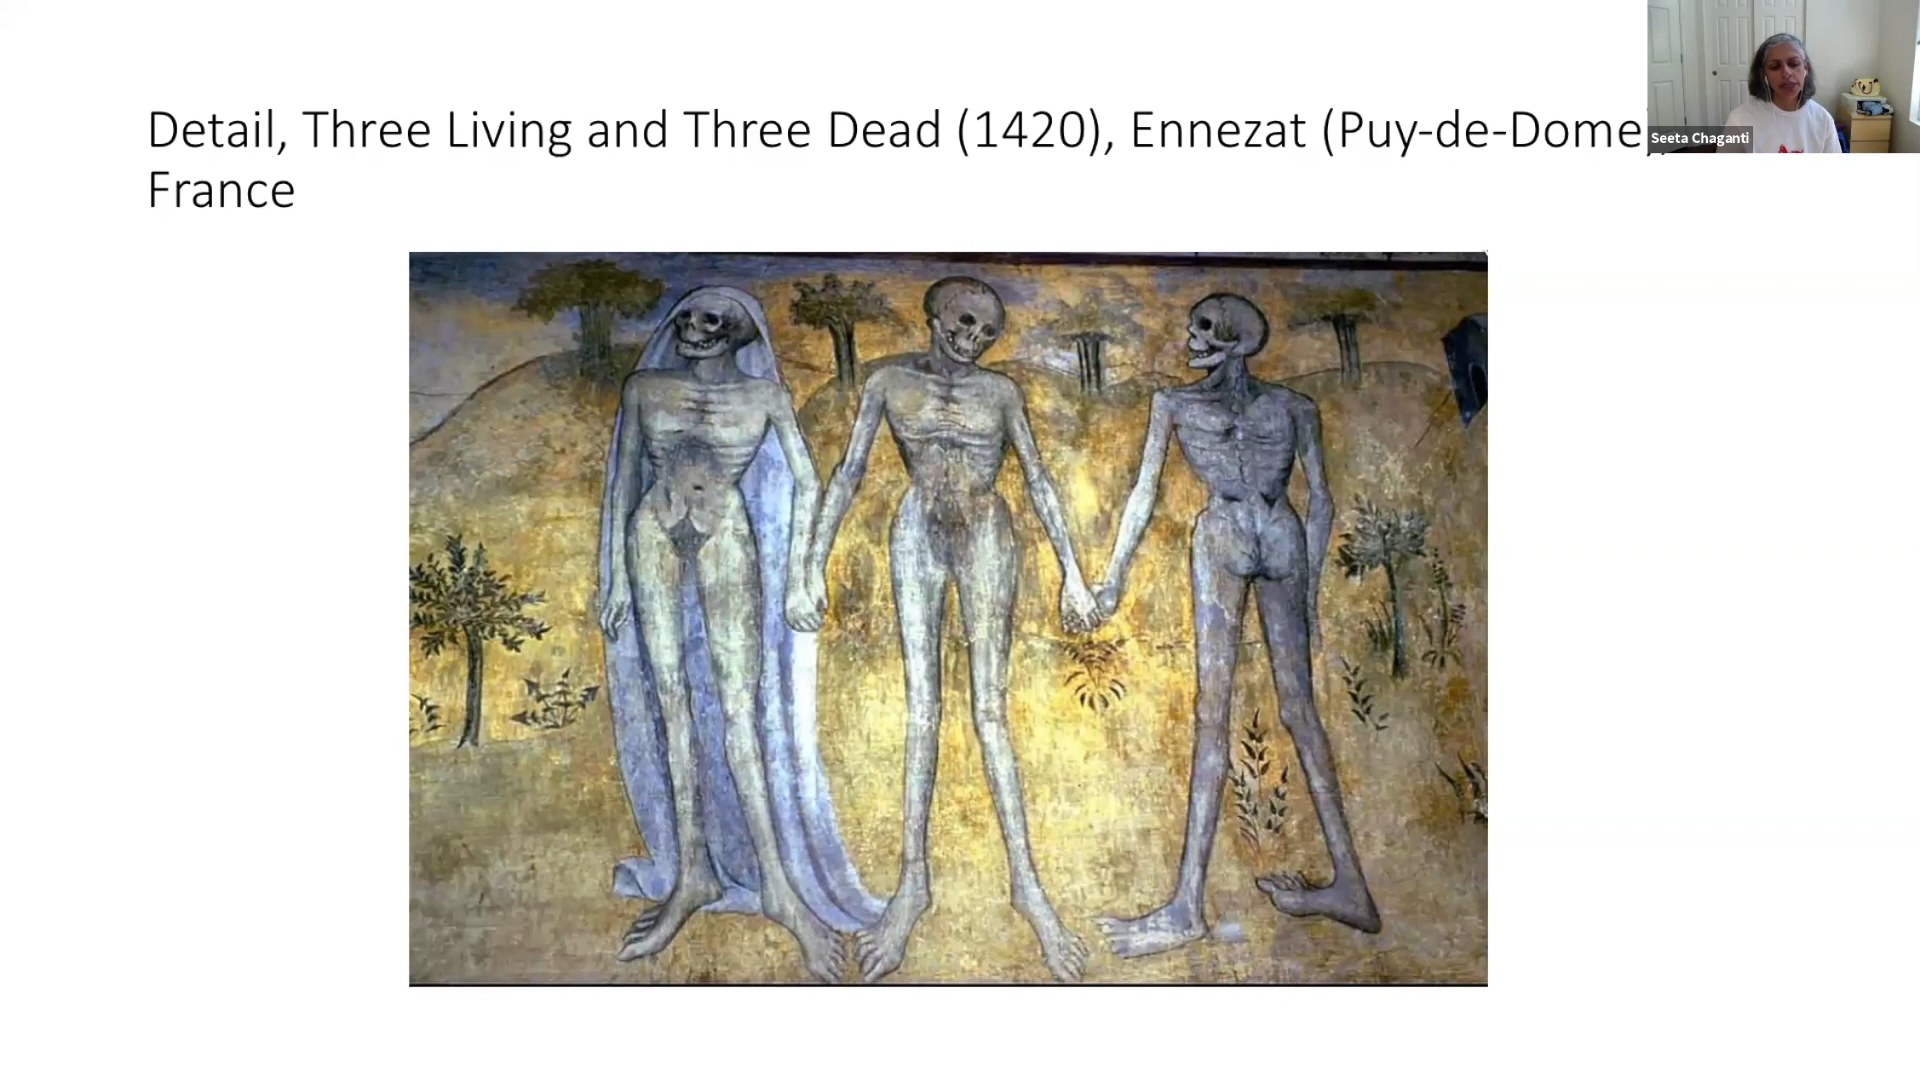 Detail, Three Living and Three Dead (1420), Ennezat (Puy-de-Dome),
France
Seeta Chaganti